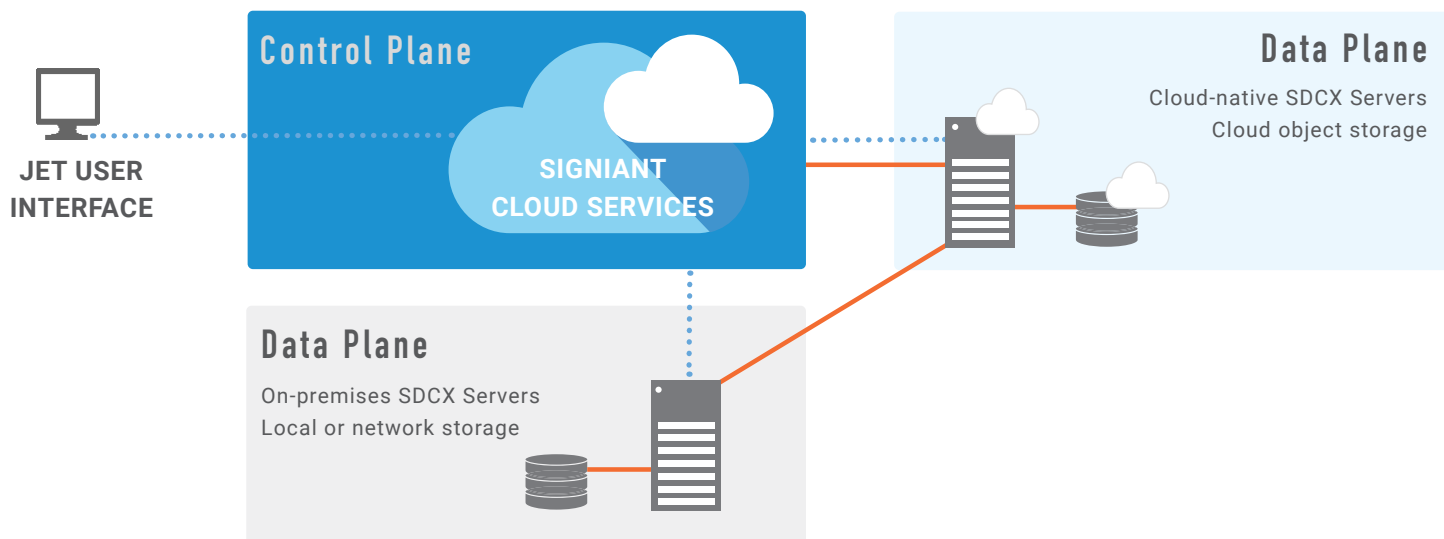 Control Plane
JET USER
INTERFACE
SIGNIANT
CLOUD SERVICES
Data Plane
Cloud-native SDCX Servers
Cloud object storage
Data Plane
On-premises SDCX Servers
Local or network storage